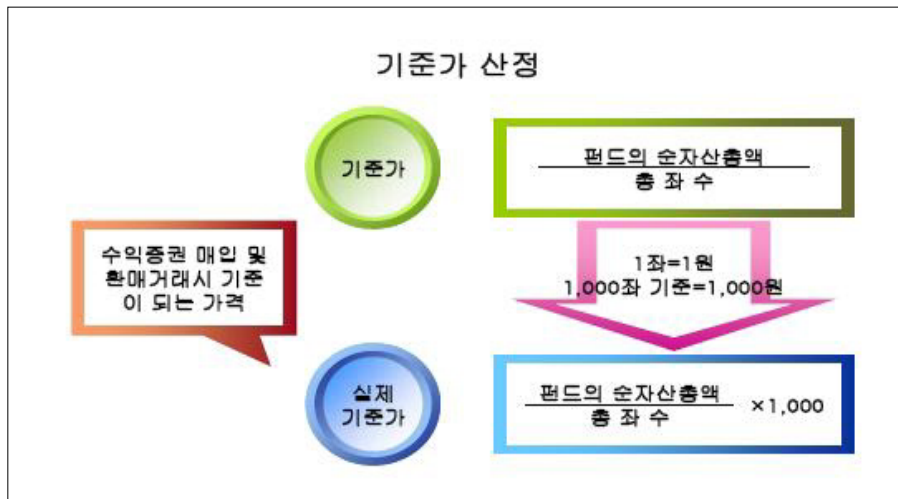 기준가 산정
기준가
펀드의 순자산총액
총 좌 수
수익증권 매입 및
환매거래시 기준
이 되는 가격
1좌=1원
1,000좌 기준=1,000원
실제
기준가
펀드의 순자산총액
총 좌 수
×1,000